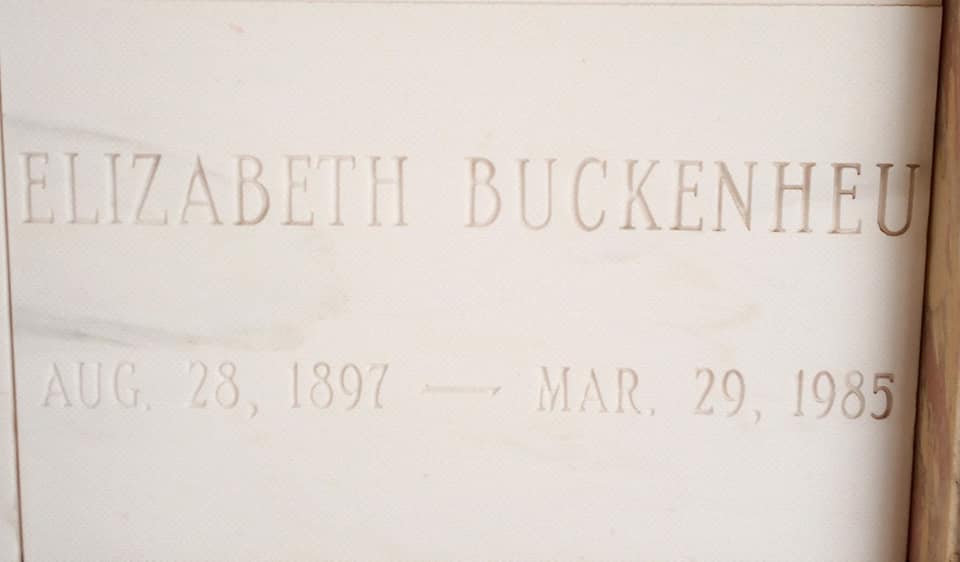 ELIZABETH BUCKENHEU
AUG. 28, 1897 — MAR. 29, 1985